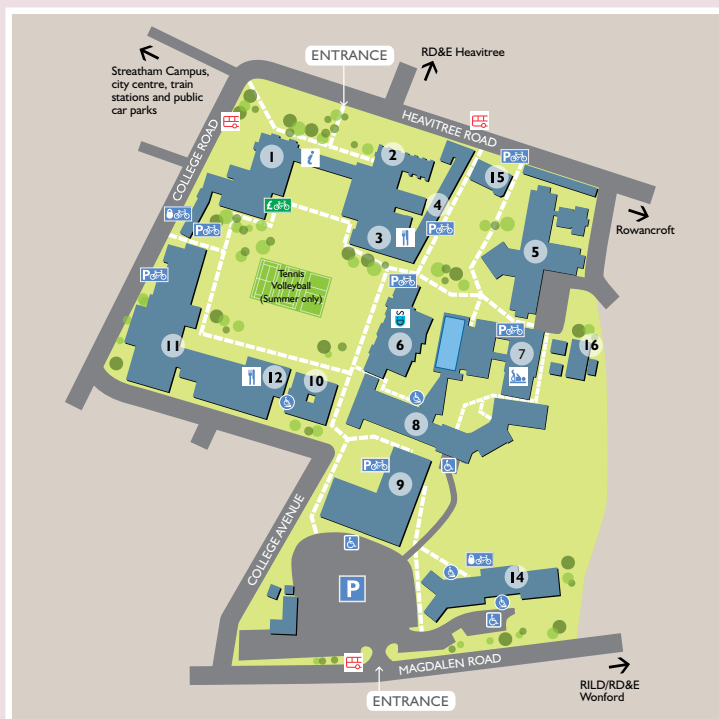 ENTRANCE
RD&E Heavitree
Streatham Campus,
city centre, train
stations and public
car parks
HEAVITREE ROAD
COLLEGE ROAD
1
i
2
15
P
4
3
P
P
£
5
Rowancroft
P
Tennis
Volleyball
(Summer only)
P
6
P
7
16
11
12
10
8
P
9
COLLEGE AVENUE
P
14
MAGDALEN ROAD
ENTRANCE
RILD/RD&E
Wonford